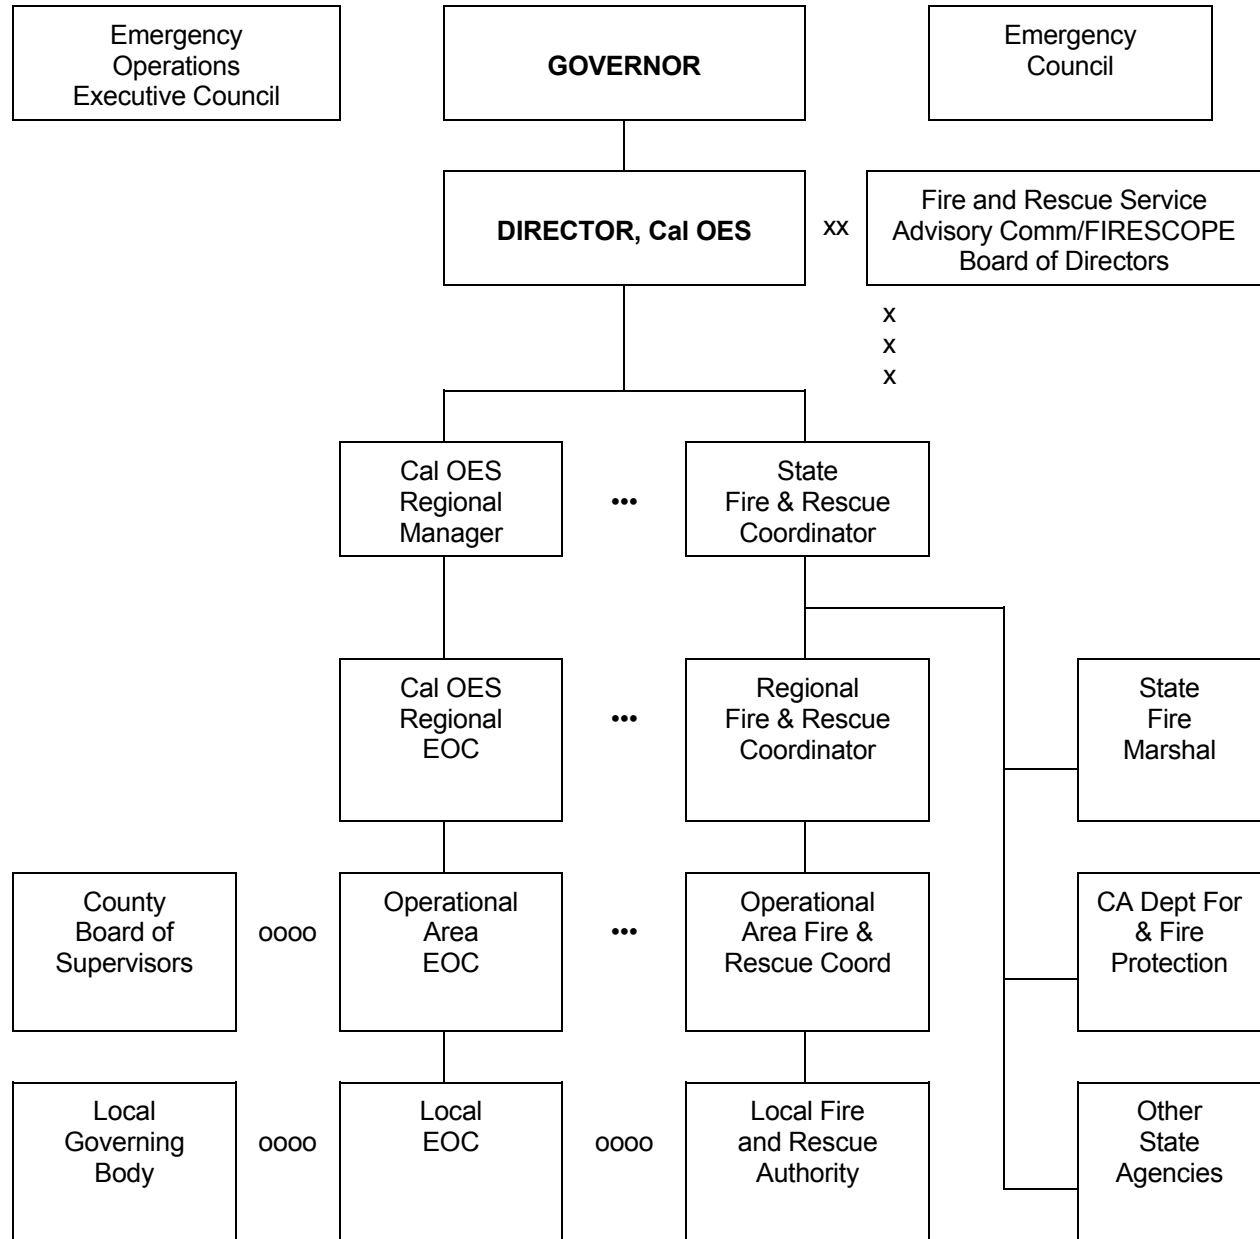 Emergency
Operations
Executive Council
GOVERNOR
Emergency
Council
DIRECTOR, Cal OES
xx
Fire and Rescue Service
Advisory Comm/FIRESCOPE
Board of Directors
x
x
x
Cal OES
Regional
Manager
•••
State
Fire & Rescue
Coordinator
Cal OES
Regional
EOC
•••
Regional
Fire & Rescue
Coordinator
State
Fire
Marshal
County
Board of
Supervisors
oooo
Operational
Area
EOC
•••
Operational
Area Fire &
Rescue Coord
CA Dept For
& Fire
Protection
Local
Governing
Body
oooo
Local
EOC
oooo
Local Fire
and Rescue
Authority
Other
State
Agencies